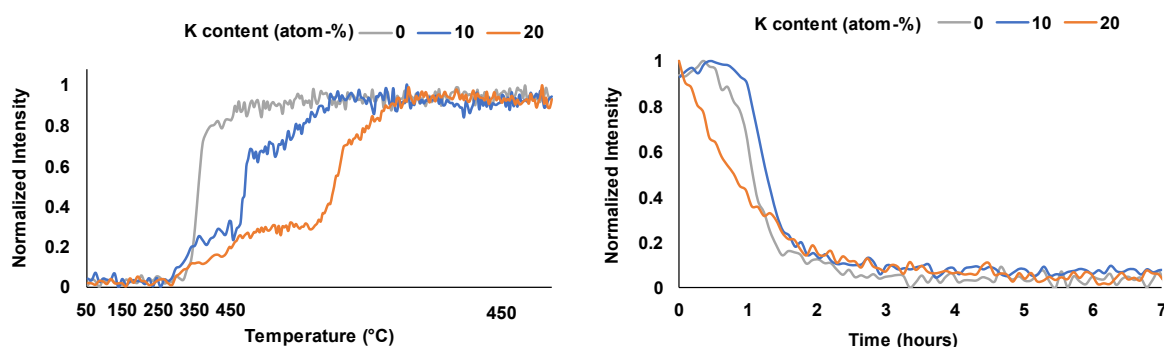 K content (atom-%) 0 10 20
Normalized Intensity
1
0.8
0.6
0.4
0.2
0
50 150 250 350 450 450
Temperature (°C)
K content (atom-%) 0 10 20
Normalized Intensity
1
0.8
0.6
0.4
0.2
0
0 1 2 3 4 5 6 7
Time (hours)